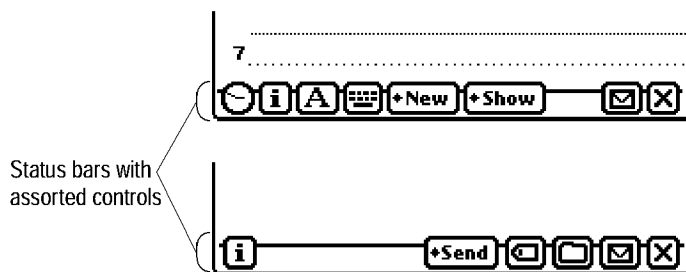 7
i A ◆New ◆Show X
Status bars with
assorted controls
i ◆Send X